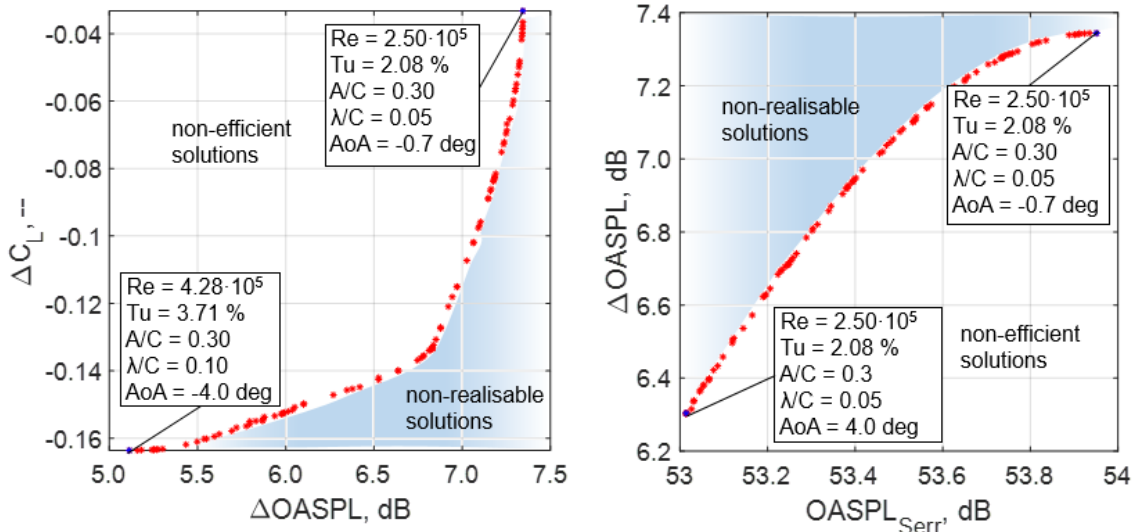 -0.04
-0.06
-0.08
-0.1
-0.12
-0.14
-0.16
ΔC_L, --
non-efficient
solutions
Re = 2.50·10⁵
Tu = 2.08 %
A/C = 0.30
λ/C = 0.05
AoA = -0.7 deg
Re = 4.28·10⁵
Tu = 3.71 %
A/C = 0.30
λ/C = 0.10
AoA = -4.0 deg
non-realisable
solutions
5.0 5.5 6.0 6.5 7.0 7.5
ΔOASPL, dB
7.4
7.2
7.0
6.8
6.6
6.4
6.2
ΔOASPL, dB
non-realisable
solutions
Re = 2.50·10⁵
Tu = 2.08 %
A/C = 0.30
λ/C = 0.05
AoA = -0.7 deg
Re = 2.50·10⁵
Tu = 2.08 %
A/C = 0.3
λ/C = 0.05
AoA = 4.0 deg
non-efficient
solutions
53 53.2 53.4 53.6 53.8 54
OASPL_Serr, dB